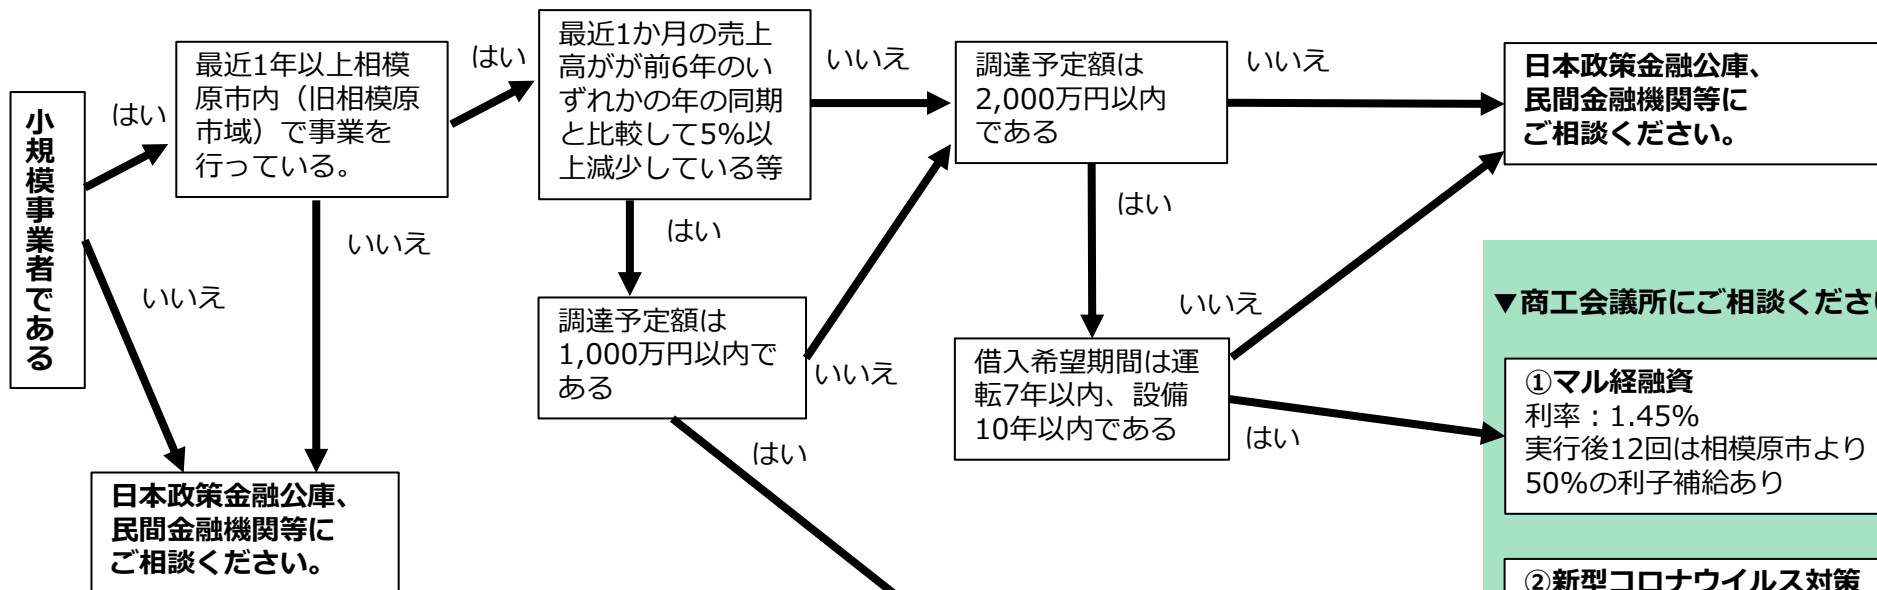 小規模事業者である
はい
いいえ
最近1年以上相模
原市内（旧相模原
市域）で事業を
行っている。
はい
いいえ
最近1か月の売上
高がが前6年のい
ずれかの年の同期
と比較して5%以
上減少している等
いいえ
はい
調達予定額は
2,000万円以内
である
いいえ
はい
日本政策金融公庫、
民間金融機関等に
ご相談ください。
調達予定額は
1,000万円以内で
ある
いいえ
はい
借入希望期間は運
転7年以内、設備
10年以内である
いいえ
はい
日本政策金融公庫、
民間金融機関等に
ご相談ください。
▼商工会議所にご相談くださ
①マル経融資
利率：1.45%
実行後12回は相模原市より
50%の利子補給あり
②新型コロナウイルス対策